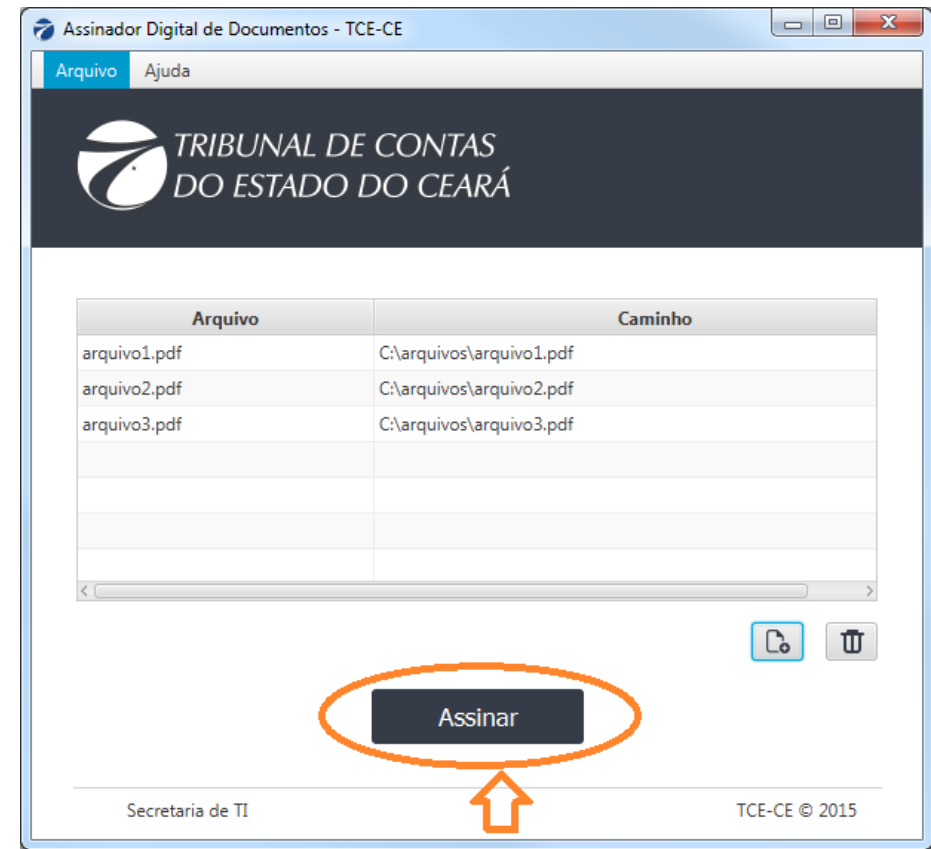 Assinador Digital de Documentos - TCE-CE
Arquivo Ajuda
TRIBUNAL DE CONTAS
DO ESTADO DO CEARÁ
Arquivo Caminho
arquivo1.pdf C:\arquivos\arquivo1.pdf
arquivo2.pdf C:\arquivos\arquivo2.pdf
arquivo3.pdf C:\arquivos\arquivo3.pdf
Assinar
Secretaria de TI TCE-CE © 2015